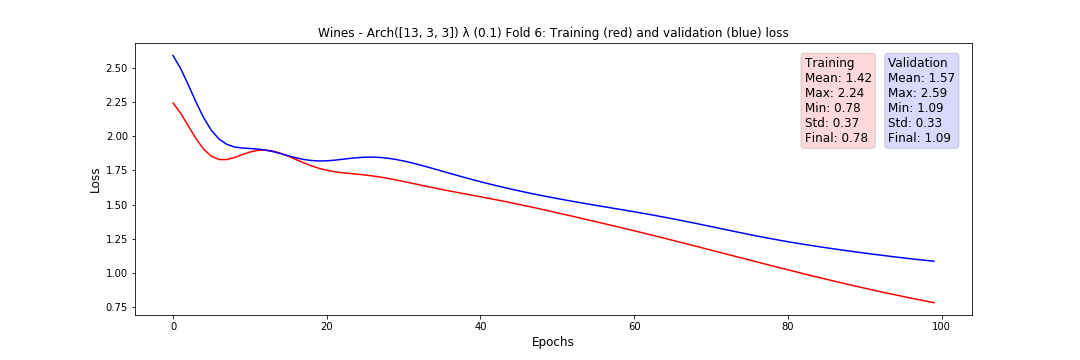 Wines - Arch([13, 3, 3]) λ (0.1) Fold 6: Training (red) and validation (blue) loss
Training
Mean: 1.42
Max: 2.24
Min: 0.78
Std: 0.37
Final: 0.78
Validation
Mean: 1.57
Max: 2.59
Min: 1.09
Std: 0.33
Final: 1.09
Loss
2.50
2.25
2.00
1.75
1.50
1.25
1.00
0.75
0 20 40 60 80 100
Epochs